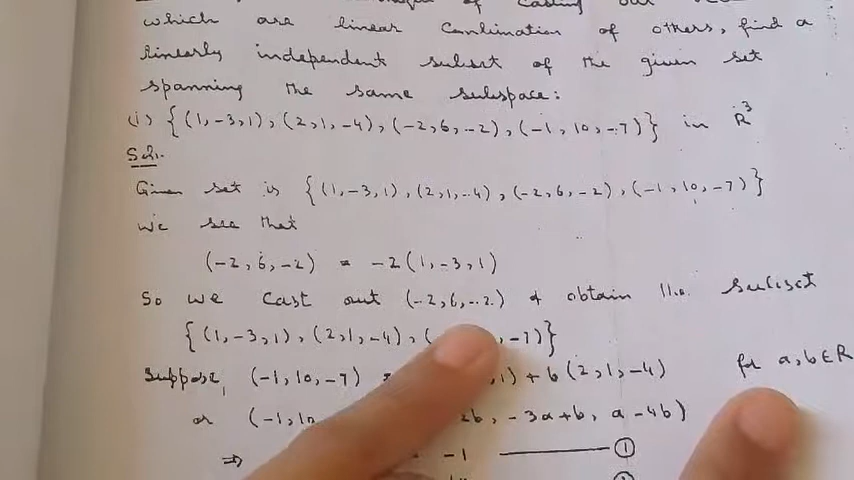 of casting out
which are linear combination of others, find a
linearly independent subset of the given set
spanning the same subspace:
(i) {(1,-3,1), (2,1,-4), (-2,6,-2), (-1,10,-7)} in R³
Sol:
Given set is {(1,-3,1), (2,1,-4), (-2,6,-2), (-1,10,-7)}
we see that
(-2,6,-2) = -2(1,-3,1)
So we cast out (-2,6,-2) & obtain the subset
{(1,-3,1), (2,1,-4), ( ,-7)}
Suppose, (-1,10,-7) = ,1) + b(2,1,-4) for a,b∈R
or (-1,10 2b, -3a+b, a-4b)
⇒ -1 ①